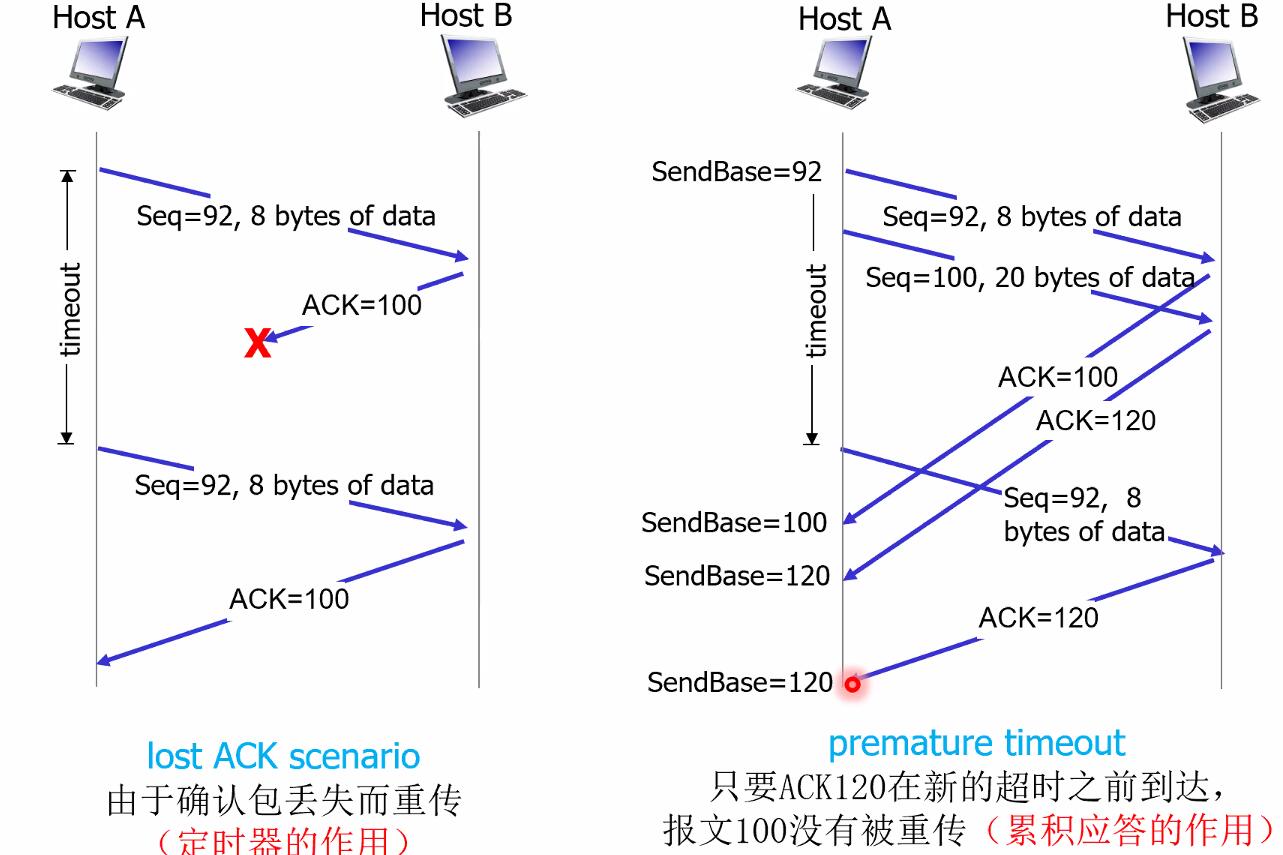 Host A
Host B
timeout
Seq=92, 8 bytes of data
ACK=100
X
Seq=92, 8 bytes of data
ACK=100
lost ACK scenario
由于确认包丢失而重传
(定时器的作用)
Host A
Host B
SendBase=92
timeout
Seq=92, 8 bytes of data
Seq=100, 20 bytes of data
ACK=100
ACK=120
Seq=92, 8
bytes of data
SendBase=100
SendBase=120
ACK=120
SendBase=120
premature timeout
只要ACK120在新的超时之前到达，
报文100没有被重传（累积应答的作用）